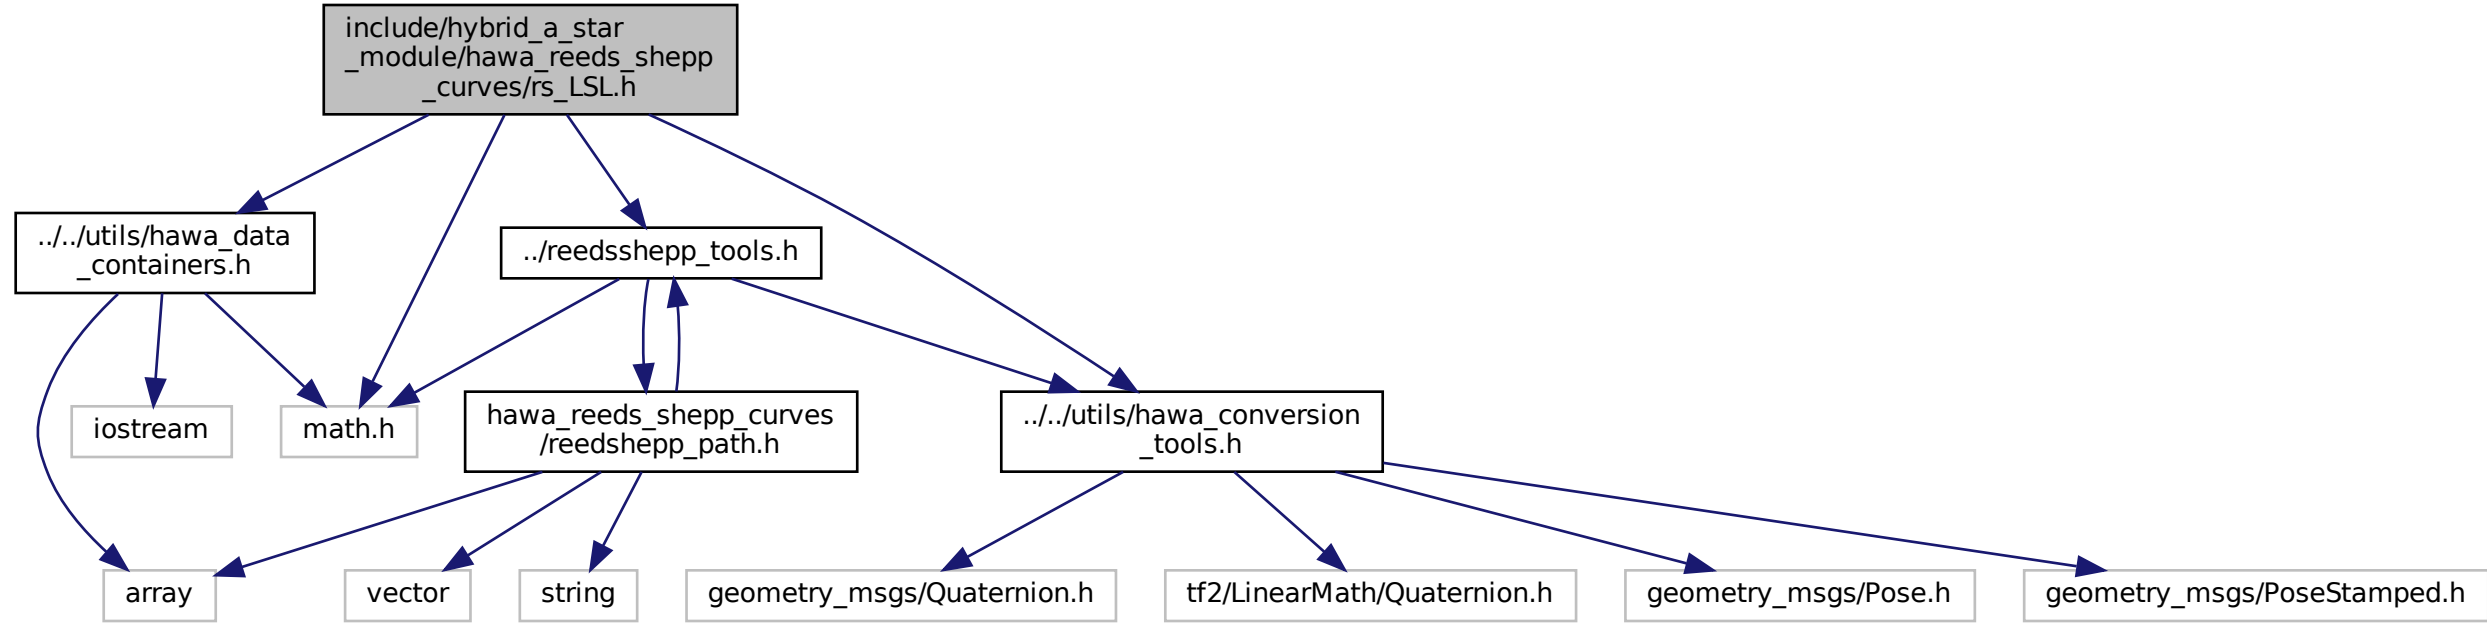 include/hybrid_a_star
_module/hawa_reeds_shepp
_curves/rs_LSL.h
../../utils/hawa_data
_containers.h
../reedsshepp_tools.h
iostream
math.h
hawa_reeds_shepp_curves
/reedshepp_path.h
../../utils/hawa_conversion
_tools.h
array
vector
string
geometry_msgs/Quaternion.h
tf2/LinearMath/Quaternion.h
geometry_msgs/Pose.h
geometry_msgs/PoseStamped.h